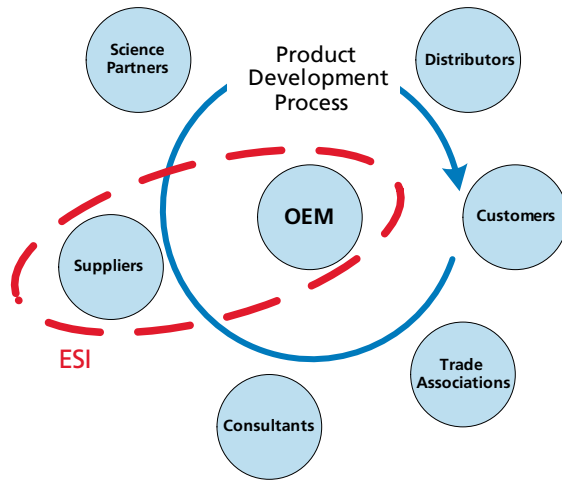 Science
Partners
Product
Development
Process
Distributors
OEM
Customers
Suppliers
ESI
Trade
Associations
Consultants